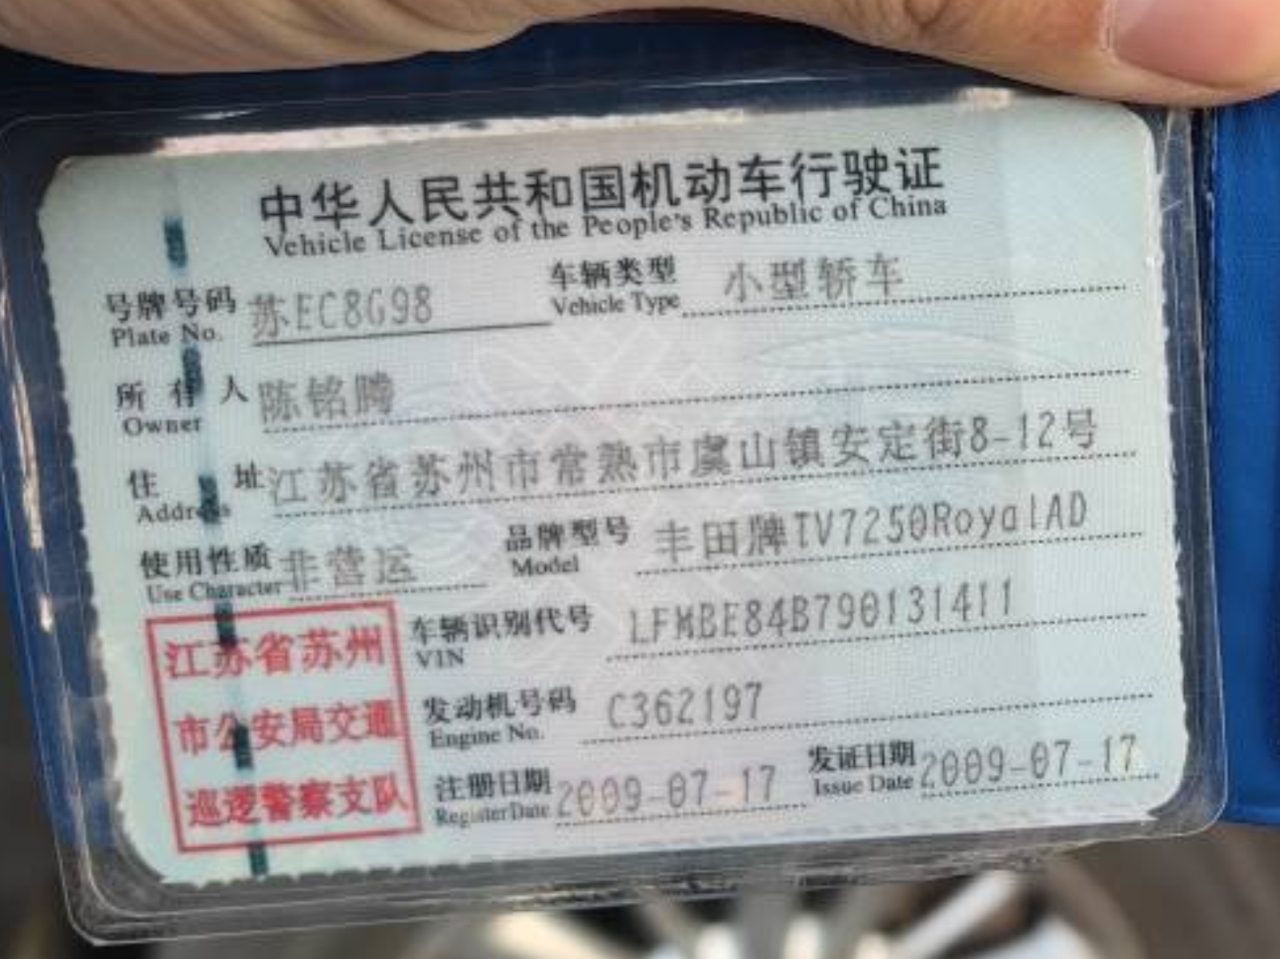 中华人民共和国机动车行驶证
Vehicle License of the People's Republic of China
号牌号码 苏EC8G98 车辆类型 小型轿车
Plate No. Vehicle Type
所有人 陈铭腾
Owner
住址 江苏省苏州市常熟市虞山镇安定街8-12号
Address
使用性质 非营运 品牌型号 丰田牌TV7250RoyalAD
Use Character Model
江苏省苏州
市公安局交通
巡逻警察支队
车辆识别代号 LFMBE84B790131411
VIN
发动机号码 C362197
Engine No.
注册日期 2009-07-17 发证日期 2009-07-17
Register Date Issue Date